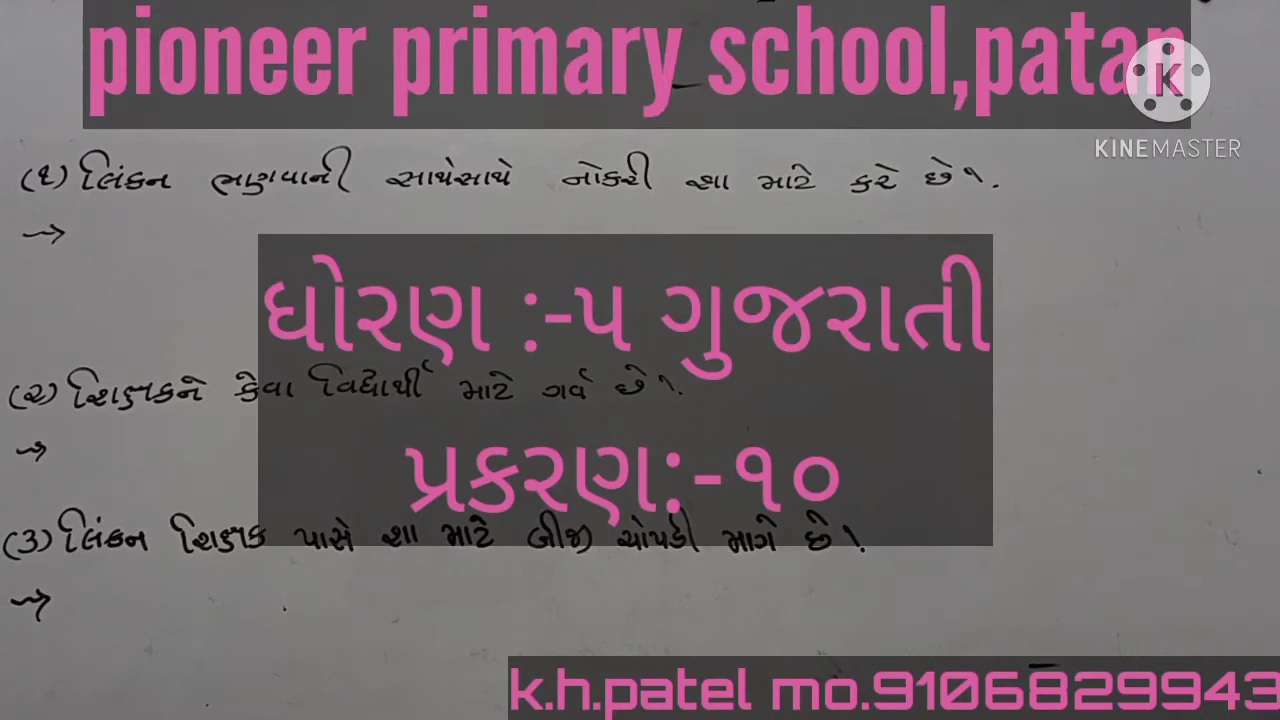 pioneer primary school,patan
K
KINEMASTER
(૧) લિંકન ભણવાની સાથેસાથે નોકરી શા માટે કરે છે?.
→
ધોરણ :-૫ ગુજરાતી
(૨) શિક્ષકને કેવા વિદ્યાર્થી માટે ગર્વ છે?.
→
પ્રકરણ:-૧૦
(૩) લિંકન શિક્ષક પાસે શા માટે બીજી ચોપડી માગે છે?.
→
k.h.patel mo.9106829943